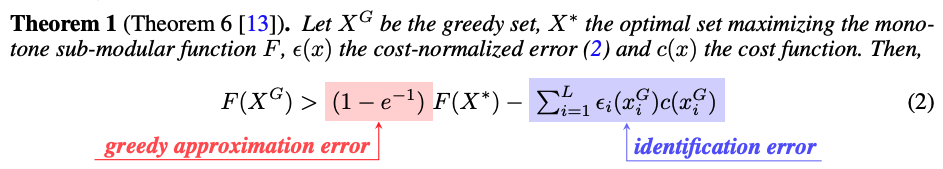 Theorem 1 (Theorem 6 [13]). Let X^G be the greedy set, X* the optimal set maximizing the mono-
tone sub-modular function F, ϵ(x) the cost-normalized error (2) and c(x) the cost function. Then,
F(X^G) > (1 − e^{−1}) F(X*) − ∑_{i=1}^{L} ϵ_i(x_i^G)c(x_i^G) (2)
greedy approximation error identification error